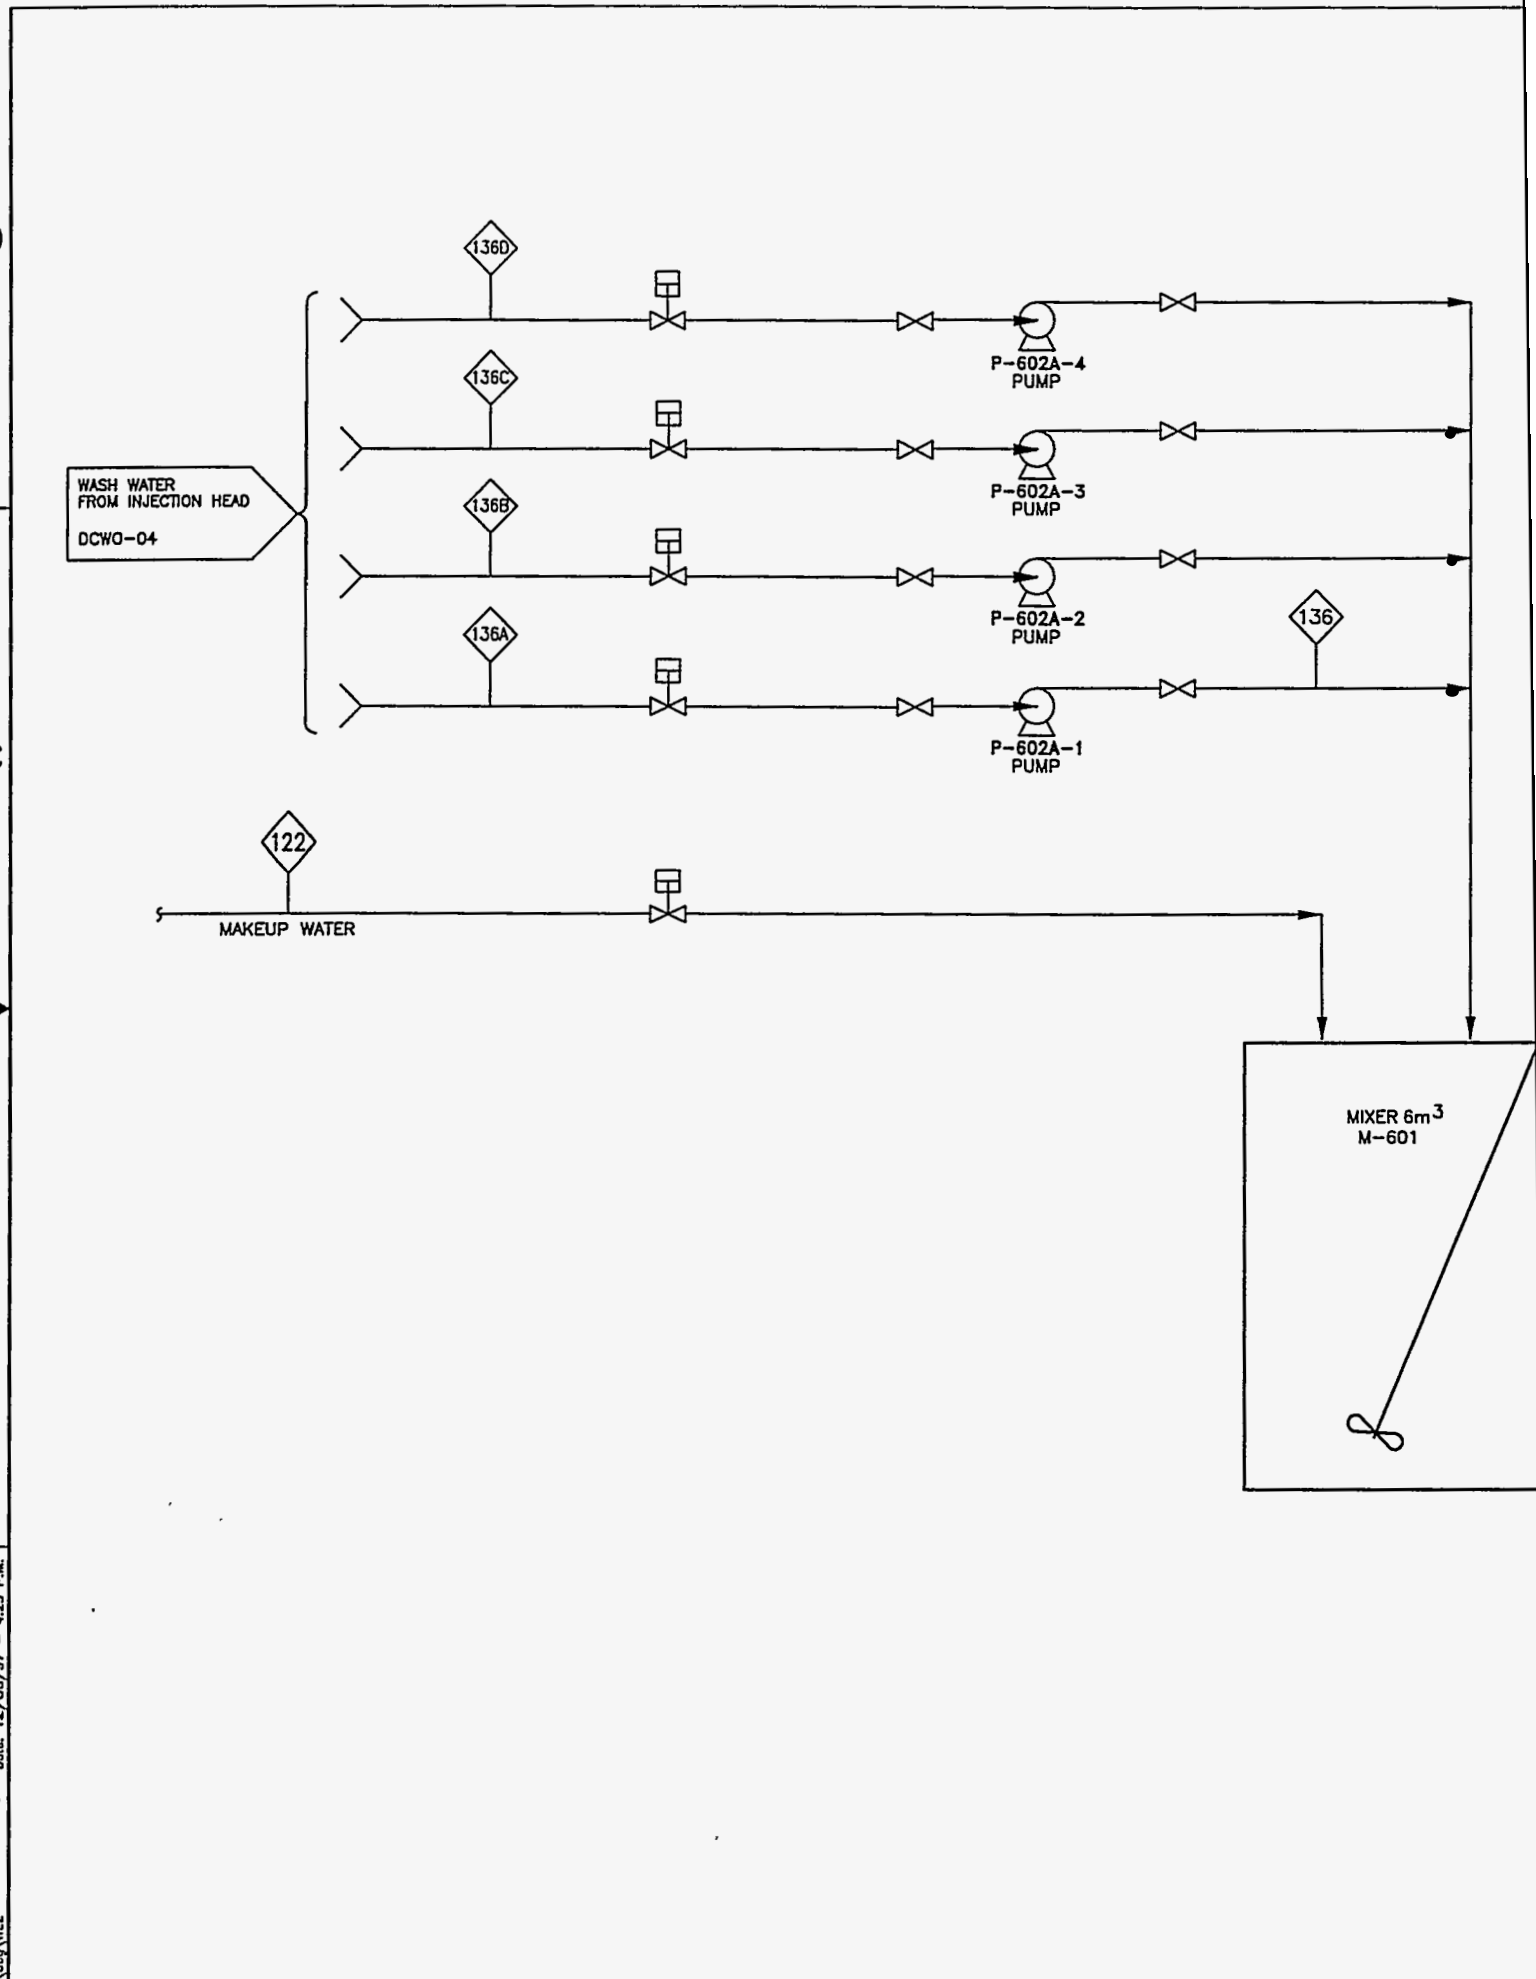 136D
P-602A-4
PUMP
136C
P-602A-3
PUMP
WASH WATER
FROM INJECTION HEAD
DCWO-04
136B
P-602A-2
PUMP
136
136A
P-602A-1
PUMP
122
MAKEUP WATER
MIXER 6m³
M-601